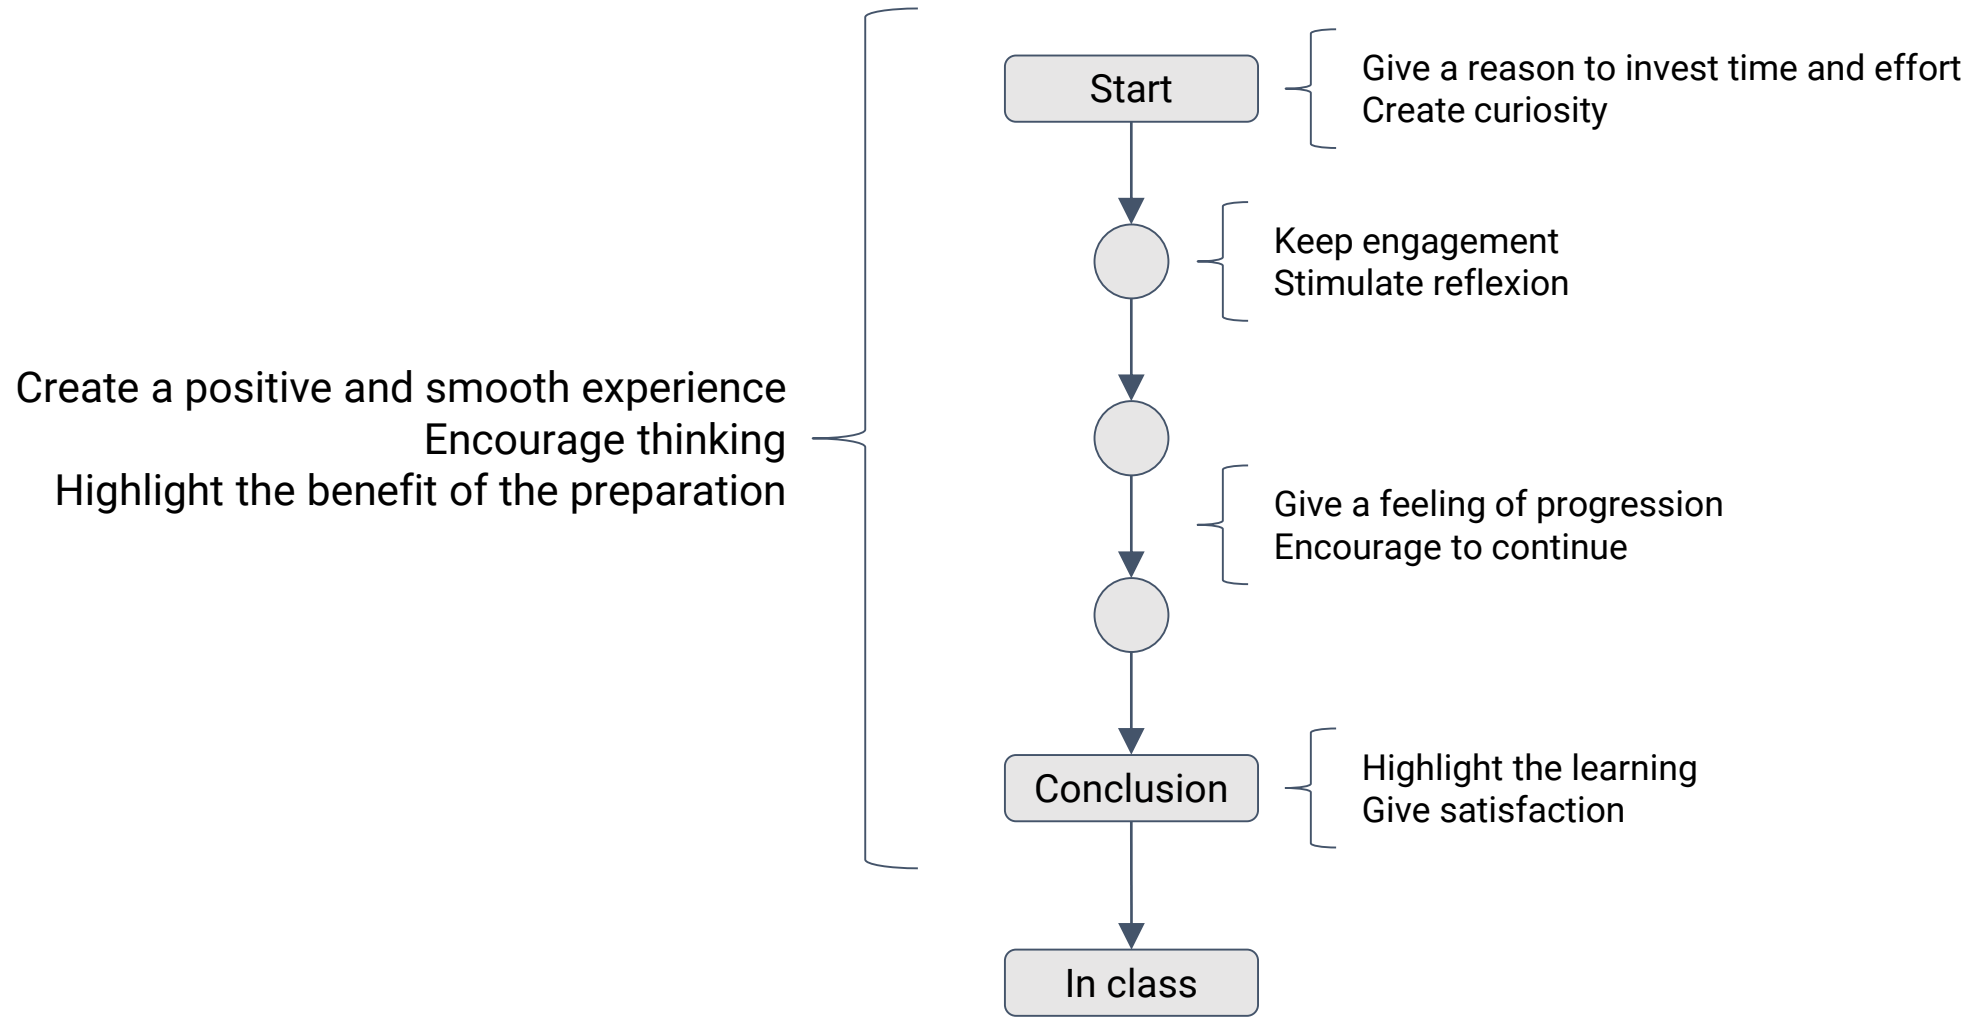 Start
Give a reason to invest time and effort
Create curiosity
Keep engagement
Stimulate reflexion
Create a positive and smooth experience
Encourage thinking
Highlight the benefit of the preparation
Give a feeling of progression
Encourage to continue
Conclusion
Highlight the learning
Give satisfaction
In class